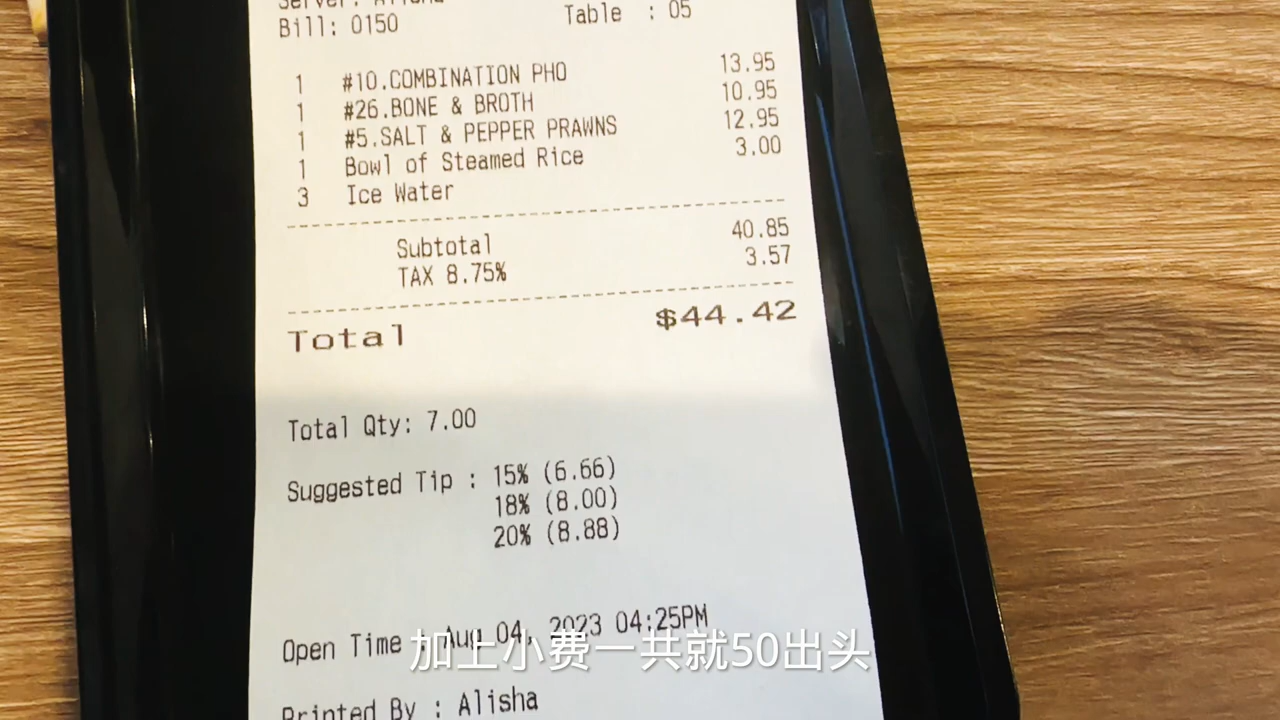 Server: Alisha
Bill: 0150 Table : 05
1 #10.COMBINATION PHO 13.95
1 #26.BONE & BROTH 10.95
1 #5.SALT & PEPPER PRAWNS 12.95
1 Bowl of Steamed Rice 3.00
3 Ice Water
Subtotal 40.85
TAX 8.75% 3.57
Total $44.42
Total Qty: 7.00
Suggested Tip : 15% (6.66)
18% (8.00)
20% (8.88)
Open Time : Aug 04, 2023 04:25PM
加上小费一共就50出头
Printed By : Alisha